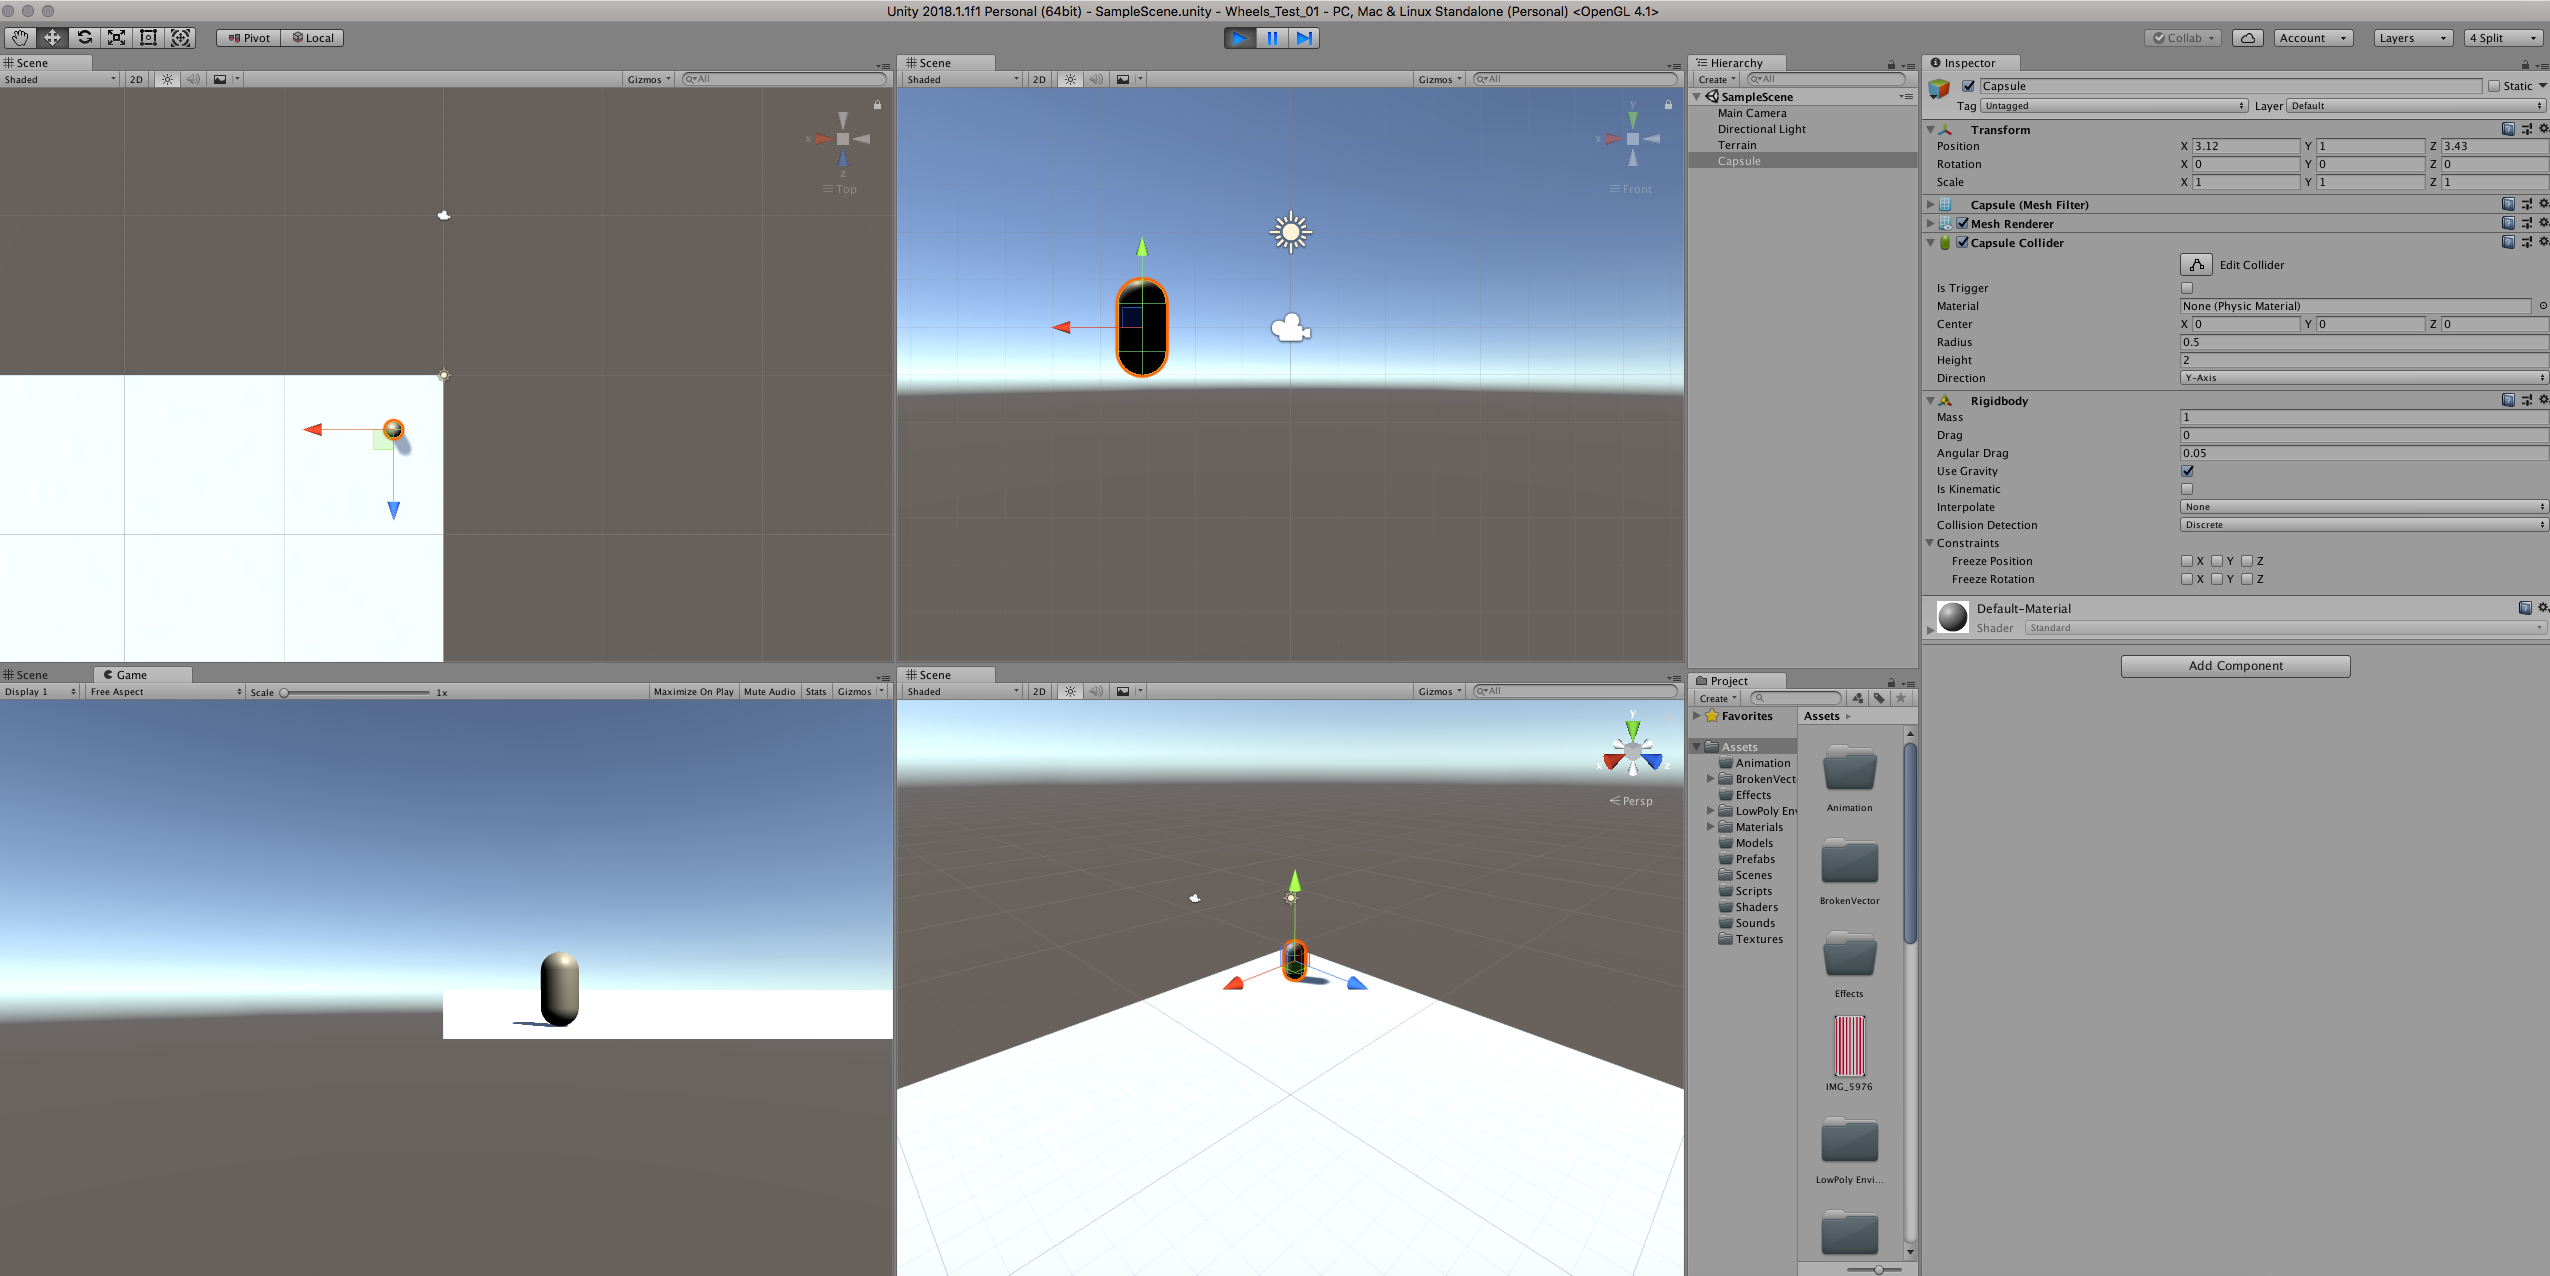 Unity 2018.1.1f1 Personal (64bit) - SampleScene.unity - Wheels_Test_01 - PC, Mac & Linux Standalone (Personal) <OpenGL 4.1>
Pivot Local Collab Account Layers 4 Split
Scene
Shaded 2D Gizmos All
x
z
Top
Scene
Shaded 2D Gizmos All
y
x
Front
Scene Game
Display 1 Free Aspect Scale 1x Maximize On Play Mute Audio Stats Gizmos
Scene
Shaded 2D Gizmos All
y
x z
Persp
Hierarchy
Create All
SampleScene
Main Camera
Directional Light
Terrain
Capsule
Project
Create
Favorites
Assets
Animation
BrokenVect
Effects
LowPoly Env
Materials
Models
Prefabs
Scenes
Scripts
Shaders
Sounds
Textures
Assets
Animation
BrokenVector
Effects
IMG_5976
LowPoly Envi...
Inspector
Capsule Static
Tag Untagged Layer Default
Transform
Position X 3.12 Y 1 Z 3.43
Rotation X 0 Y 0 Z 0
Scale X 1 Y 1 Z 1
Capsule (Mesh Filter)
Mesh Renderer
Capsule Collider
Edit Collider
Is Trigger
Material None (Physic Material)
Center X 0 Y 0 Z 0
Radius 0.5
Height 2
Direction Y-Axis
Rigidbody
Mass 1
Drag 0
Angular Drag 0.05
Use Gravity
Is Kinematic
Interpolate None
Collision Detection Discrete
Constraints
Freeze Position X Y Z
Freeze Rotation X Y Z
Default-Material
Shader Standard
Add Component